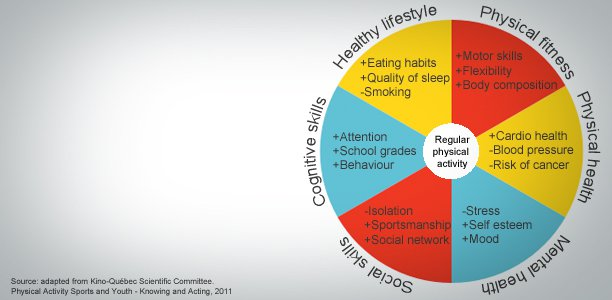 Healthy lifestyle
+Eating habits
+Quality of sleep
-Smoking
Physical fitness
+Motor skills
+Flexibility
+Body composition
Physical health
+Cardio health
-Blood pressure
-Risk of cancer
Mental health
-Stress
+Self esteem
+Mood
Social skills
-Isolation
+Sportsmanship
+Social network
Cognitive skills
+Attention
+School grades
+Behaviour
Regular
physical
activity
Source: adapted from Kino-Québec Scientific Committee.
Physical Activity Sports and Youth - Knowing and Acting, 2011